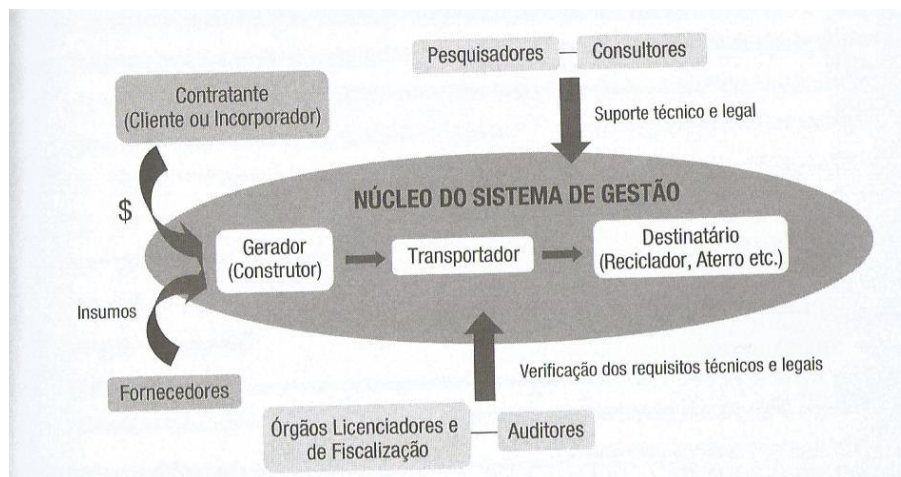 Pesquisadores — Consultores
Contratante
(Cliente ou Incorporador)
Suporte técnico e legal
$
NÚCLEO DO SISTEMA DE GESTÃO
Gerador
(Construtor)
Transportador
Destinatário
(Reciclador, Aterro etc.)
Insumos
Fornecedores
Verificação dos requisitos técnicos e legais
Órgãos Licenciadores e
de Fiscalização
— Auditores